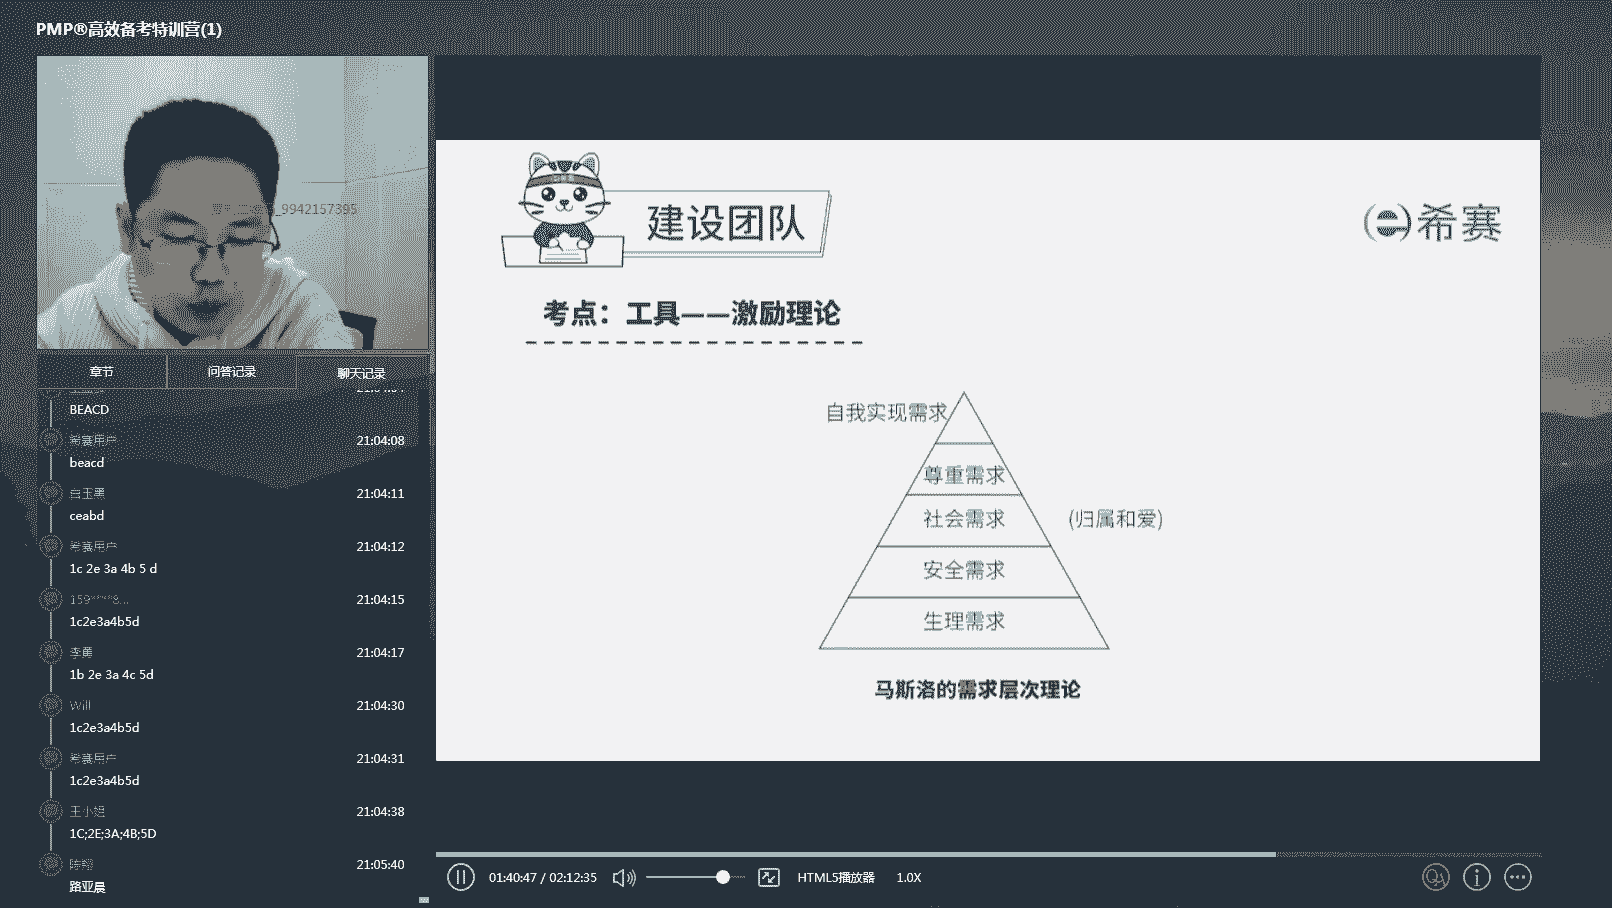 PMP®高效备考特训营(1)
_9942157395
章节
问答记录
聊天记录
BEACD
希赛用户
21:04:08
beacd
白玉黑
21:04:11
ceabd
希赛用户
21:04:12
1c 2e 3a 4b 5 d
159****8...
21:04:15
1c2e3a4b5d
李勇
21:04:17
1b 2e 3a 4c 5d
Will
21:04:30
1c2e3a4b5d
希赛用户
21:04:31
1c2e3a4b5d
王小姐
21:04:38
1C;2E;3A;4B;5D
陈翔
21:05:40
路亚晨
建设团队
希赛
考点：工具——激励理论
自我实现需求
尊重需求
社会需求
(归属和爱)
安全需求
生理需求
马斯洛的需求层次理论
01:40:47 / 02:12:35
HTML5播放器
1.0X
QA